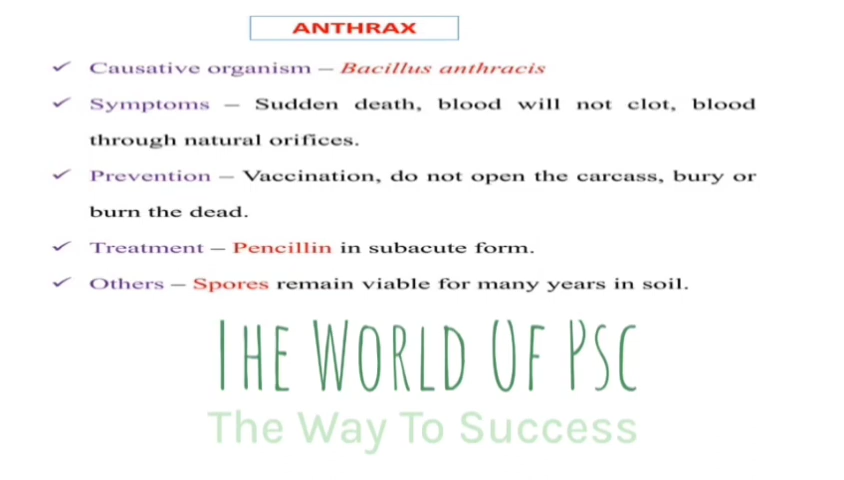 ANTHRAX
✓ Causative organism – Bacillus anthracis
✓ Symptoms – Sudden death, blood will not clot, blood
through natural orifices.
✓ Prevention – Vaccination, do not open the carcass, bury or
burn the dead.
✓ Treatment – Pencillin in subacute form.
✓ Others – Spores remain viable for many years in soil.
THE WORLD OF PSC
The Way To Success